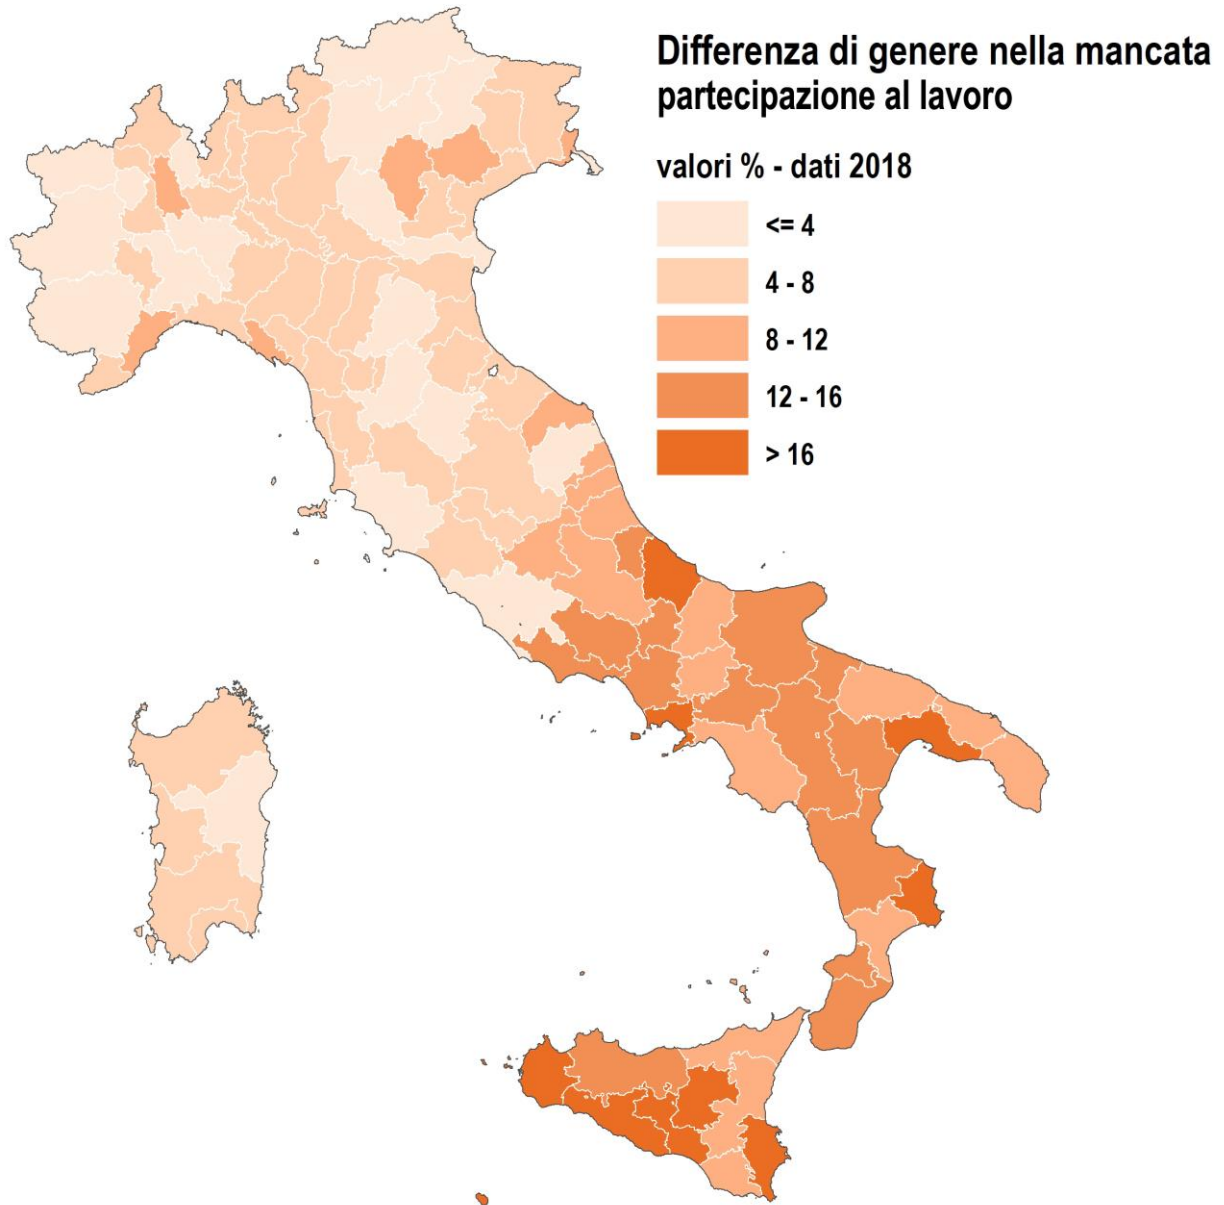 Differenza di genere nella mancata
partecipazione al lavoro
valori % - dati 2018
<= 4
4 - 8
8 - 12
12 - 16
> 16